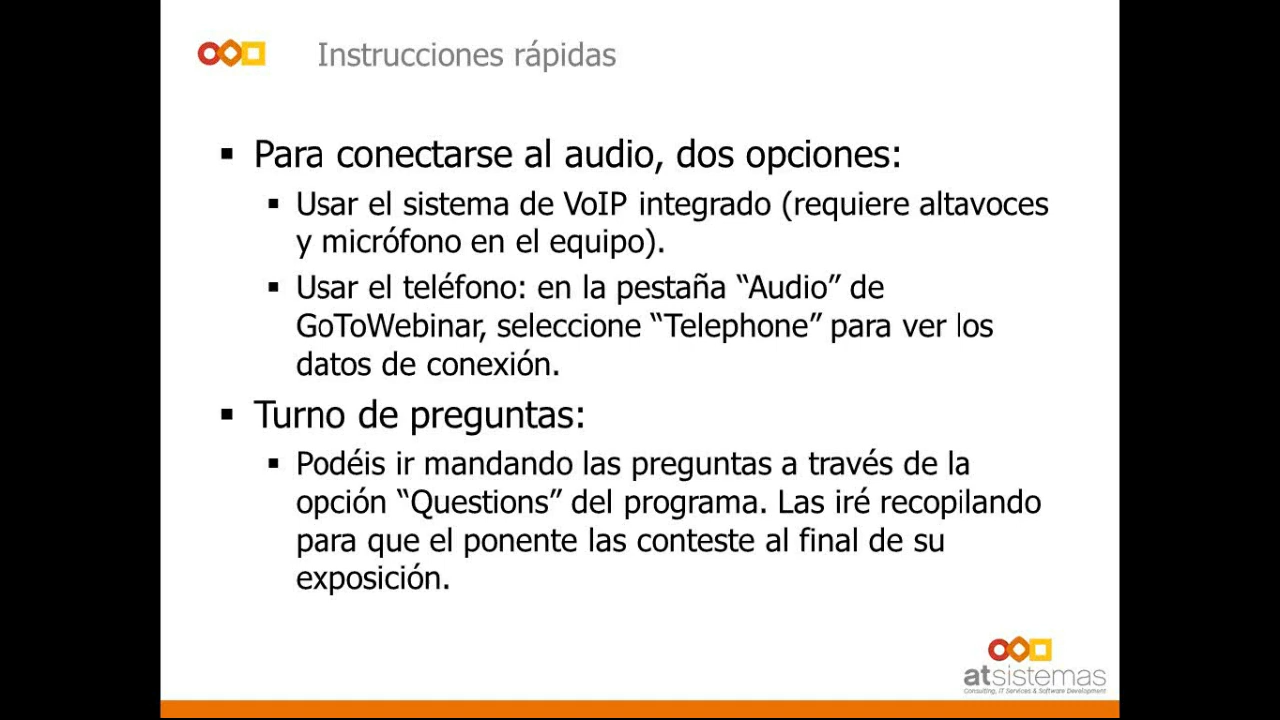 Instrucciones rápidas
▪ Para conectarse al audio, dos opciones:
▪ Usar el sistema de VoIP integrado (requiere altavoces
y micrófono en el equipo).
▪ Usar el teléfono: en la pestaña “Audio” de
GoToWebinar, seleccione “Telephone” para ver los
datos de conexión.
▪ Turno de preguntas:
▪ Podéis ir mandando las preguntas a través de la
opción “Questions” del programa. Las iré recopilando
para que el ponente las conteste al final de su
exposición.
atsistemas
Consulting, IT Services & Software Development